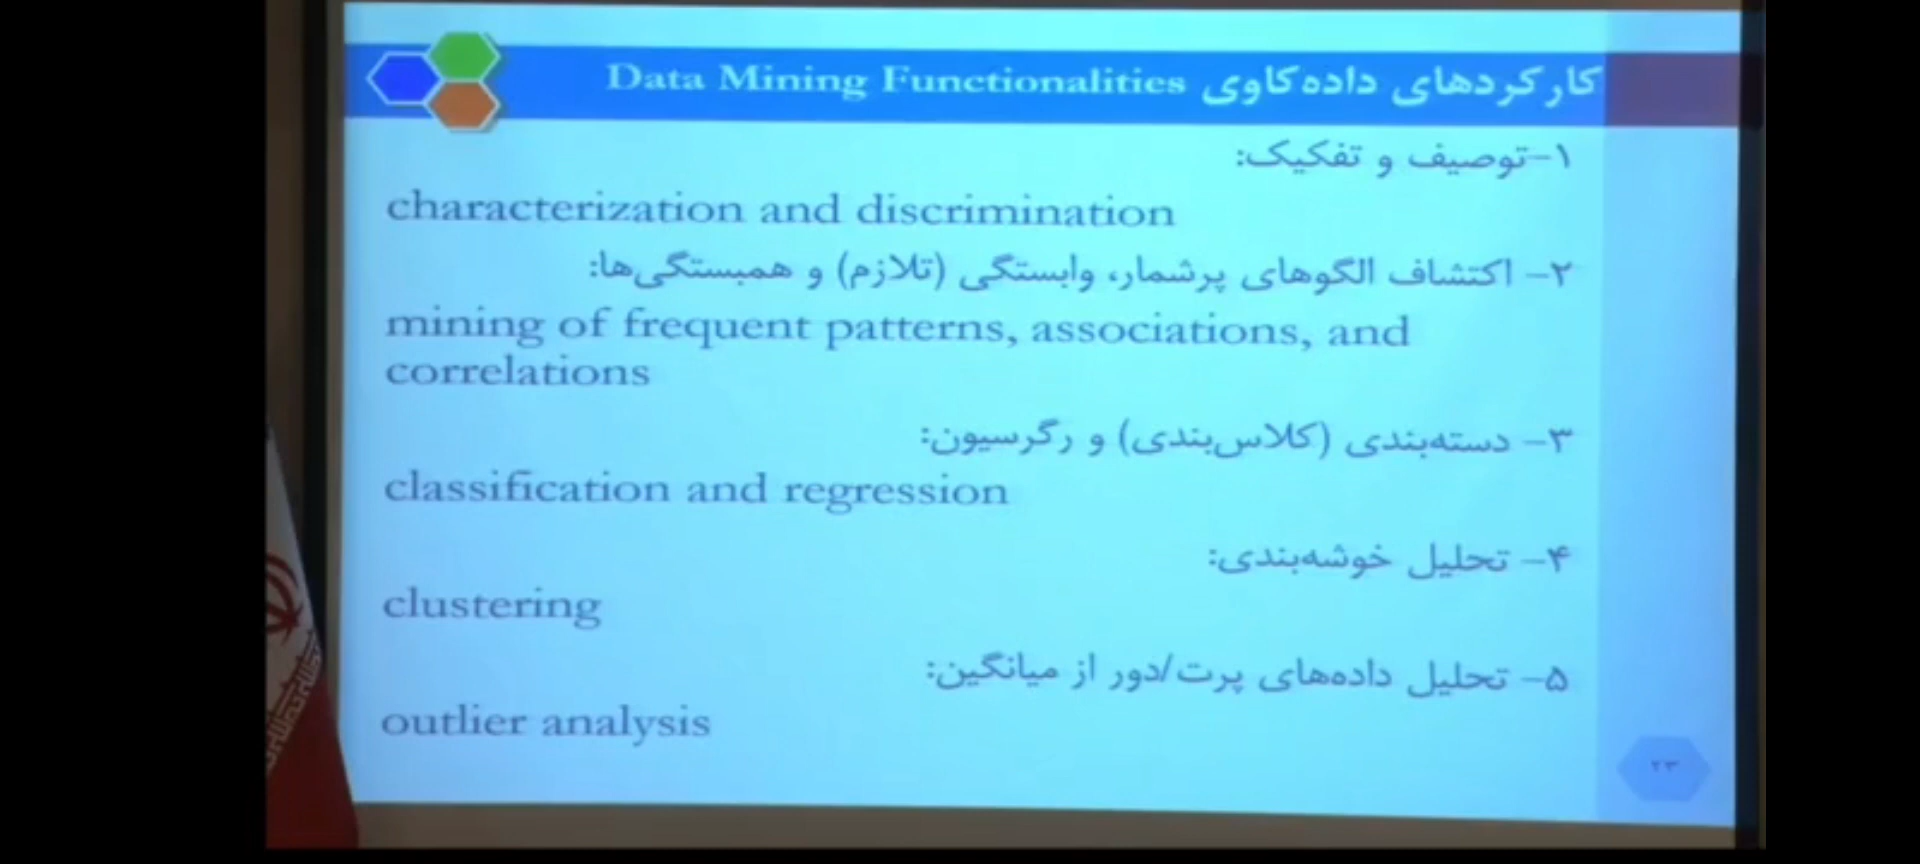 کارکردهای داده‌کاوی Data Mining Functionalities
۱-توصیف و تفکیک:
characterization and discrimination
۲- اکتشاف الگوهای پرشمار، وابستگی (تلازم) و همبستگی‌ها:
mining of frequent patterns, associations, and
correlations
۳- دسته‌بندی (کلاس‌بندی) و رگرسیون:
classification and regression
۴- تحلیل خوشه‌بندی:
clustering
۵- تحلیل داده‌های پرت/دور از میانگین:
outlier analysis
۲۳